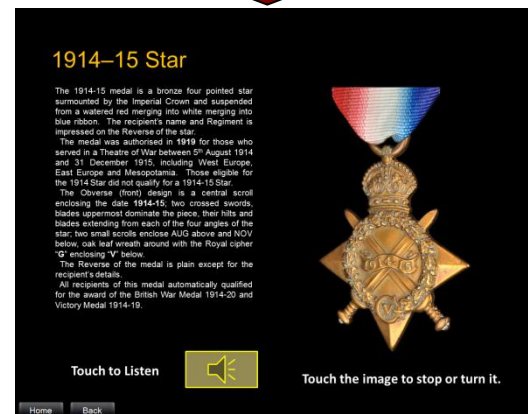 1914–15 Star
The 1914-15 medal is a bronze four pointed star
surmounted by the Imperial Crown and suspended
from a watered red merging into white merging into
blue ribbon. The recipient's name and Regiment is
impressed on the Reverse of the star.
The medal was authorised in 1919 for those who
served in a Theatre of War between 5th August 1914
and 31 December 1915, including West Europe,
East Europe and Mesopotamia. Those eligible for
the 1914 Star did not qualify for a 1914-15 Star.
The Obverse (front) design is a central scroll
enclosing the date 1914-15; two crossed swords,
blades uppermost dominate the piece, their hilts and
blades extending from each of the four angles of the
star; two small scrolls enclose AUG above and NOV
below, oak leaf wreath around with the Royal cipher
"G" enclosing "V" below.
The Reverse of the medal is plain except for the
recipient's details.
All recipients of this medal automatically qualified
for the award of the British War Medal 1914-20 and
Victory Medal 1914-19.
Touch to Listen
Touch the image to stop or turn it.
Home Back